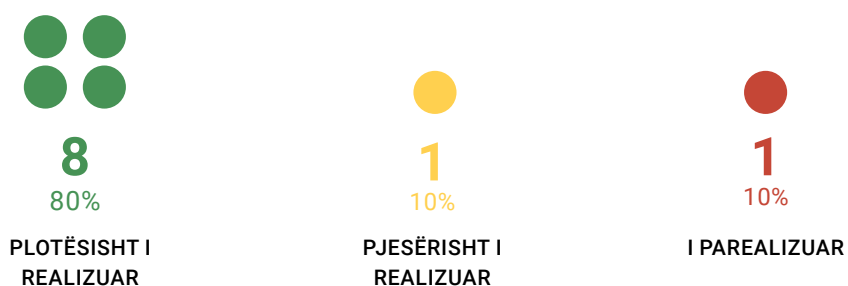 8
80%
PLOTËSISHT I
REALIZUAR
1
10%
PJESËRISHT I
REALIZUAR
1
10%
I PAREALIZUAR